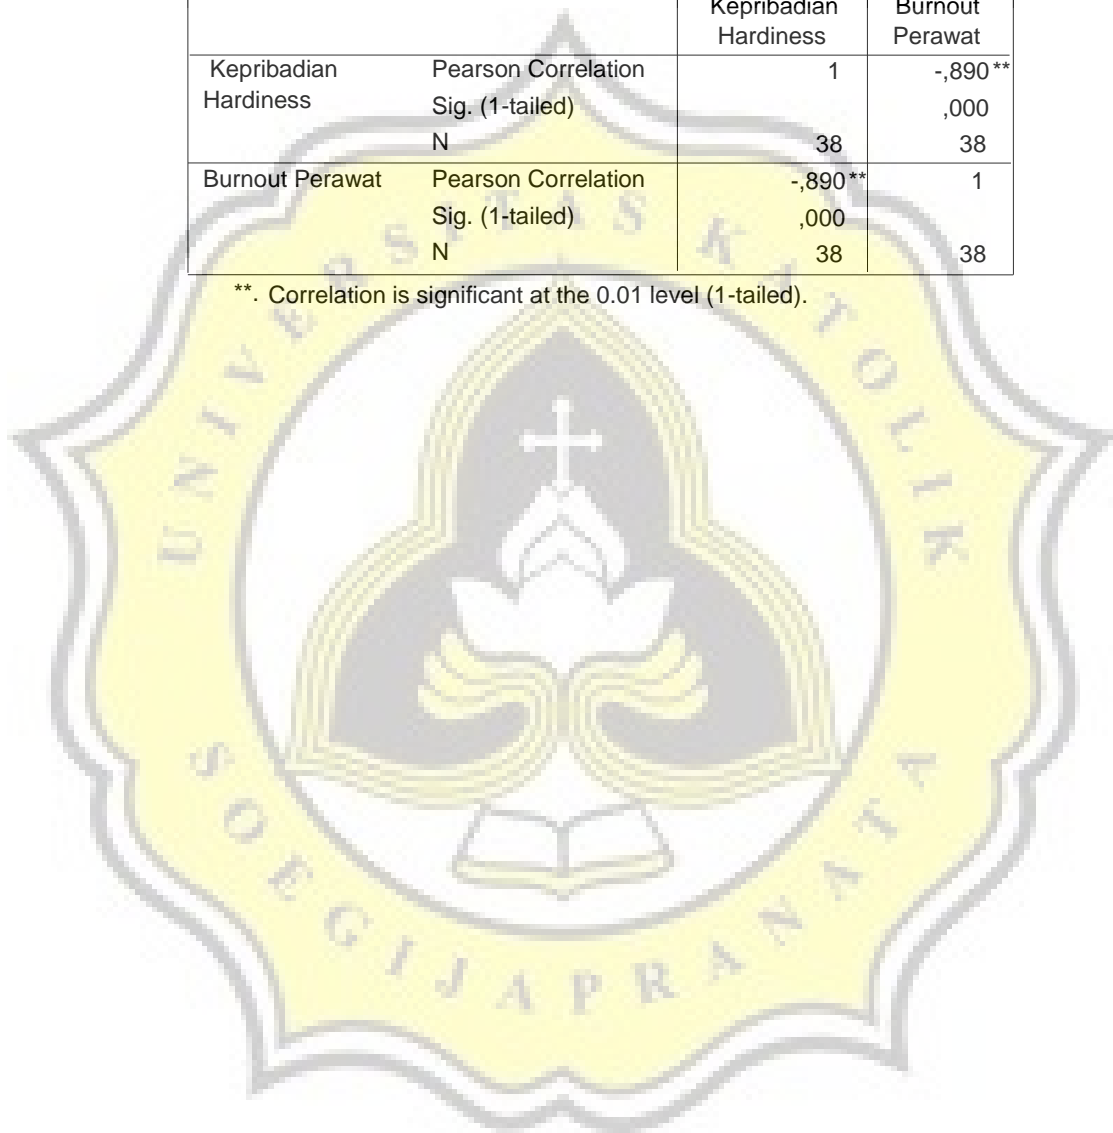 Kepribadian Burnout
Hardiness Perawat
Kepribadian Pearson Correlation 1 -,890**
Hardiness Sig. (1-tailed) ,000
N 38 38
Burnout Perawat Pearson Correlation -,890** 1
Sig. (1-tailed) ,000
N 38 38
**. Correlation is significant at the 0.01 level (1-tailed).
UNIVERSITAS KATOLIK
SOEGIJAPRANATA